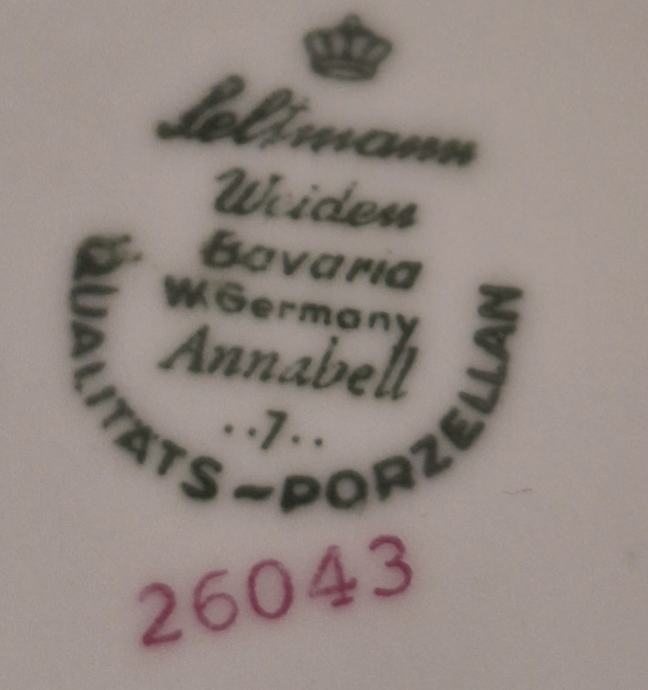 Seltmann
Weiden
Bavaria
W.Germany
Annabell
..7..
QUALITÄTS-PORZELLAN
26043